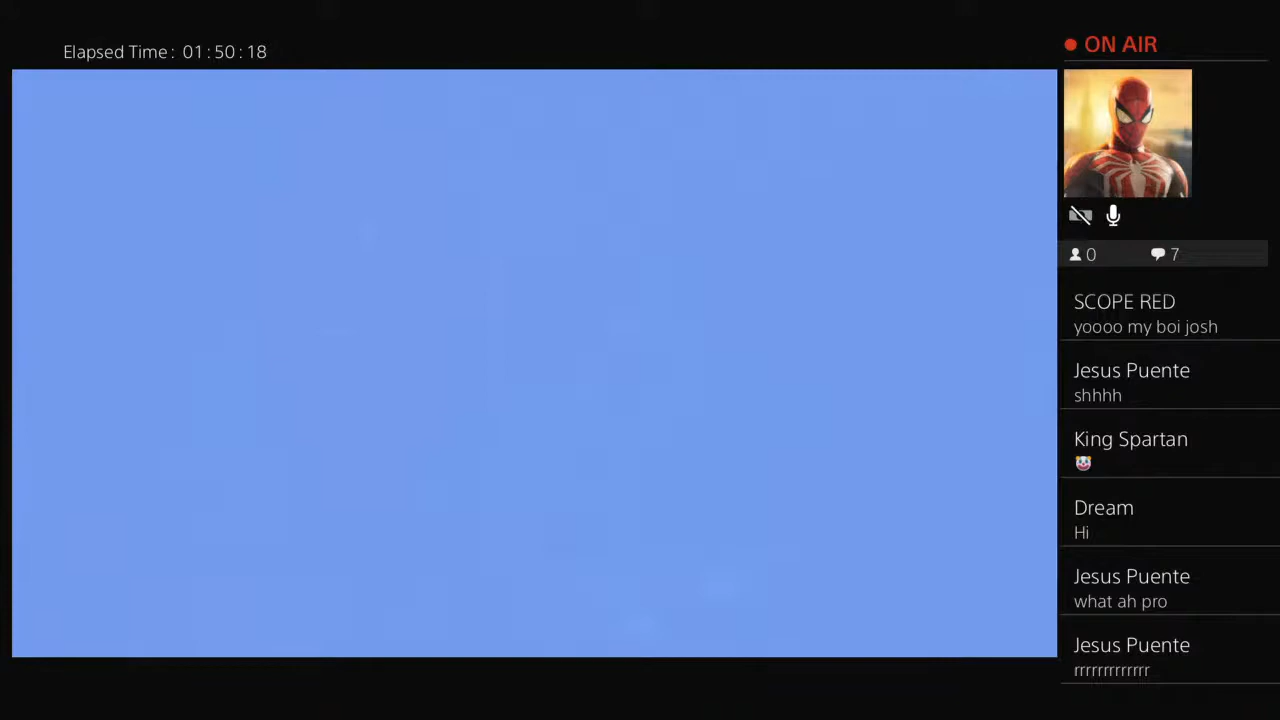 Elapsed Time: 01:50:18
ON AIR
0 7
SCOPE RED
yoooo my boi josh
Jesus Puente
shhhh
King Spartan
🤡
Dream
Hi
Jesus Puente
what ah pro
Jesus Puente
rrrrrrrrrrrrr